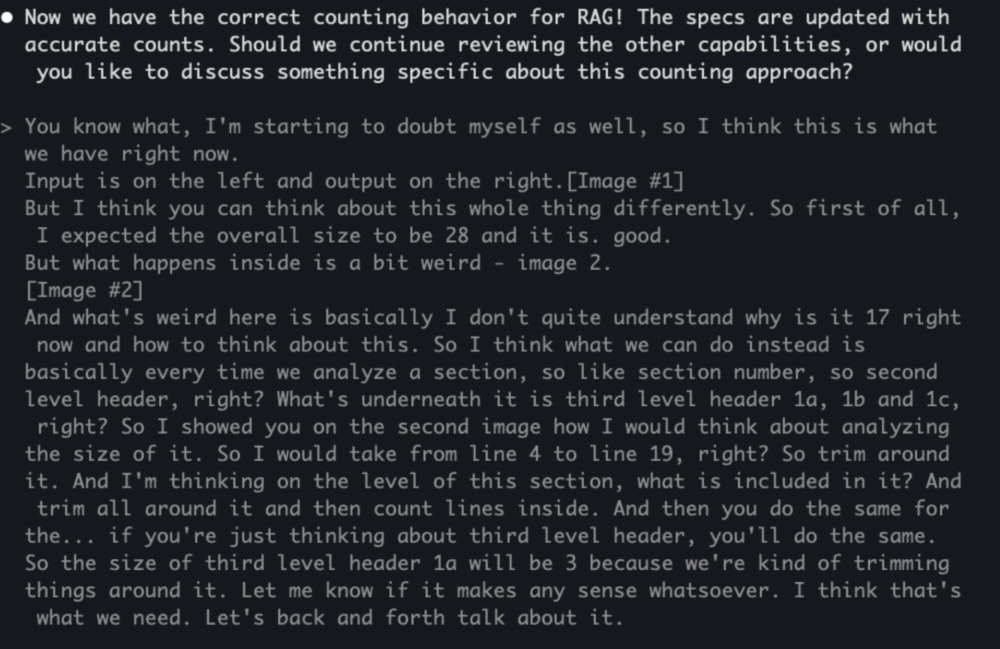 ● Now we have the correct counting behavior for RAG! The specs are updated with
accurate counts. Should we continue reviewing the other capabilities, or would
you like to discuss something specific about this counting approach?
> You know what, I'm starting to doubt myself as well, so I think this is what
we have right now.
Input is on the left and output on the right.[Image #1]
But I think you can think about this whole thing differently. So first of all,
I expected the overall size to be 28 and it is. good.
But what happens inside is a bit weird - image 2.
[Image #2]
And what's weird here is basically I don't quite understand why is it 17 right
now and how to think about this. So I think what we can do instead is
basically every time we analyze a section, so like section number, so second
level header, right? What's underneath it is third level header 1a, 1b and 1c,
right? So I showed you on the second image how I would think about analyzing
the size of it. So I would take from line 4 to line 19, right? So trim around
it. And I'm thinking on the level of this section, what is included in it? And
trim all around it and then count lines inside. And then you do the same for
the... if you're just thinking about third level header, you'll do the same.
So the size of third level header 1a will be 3 because we're kind of trimming
things around it. Let me know if it makes any sense whatsoever. I think that's
what we need. Let's back and forth talk about it.